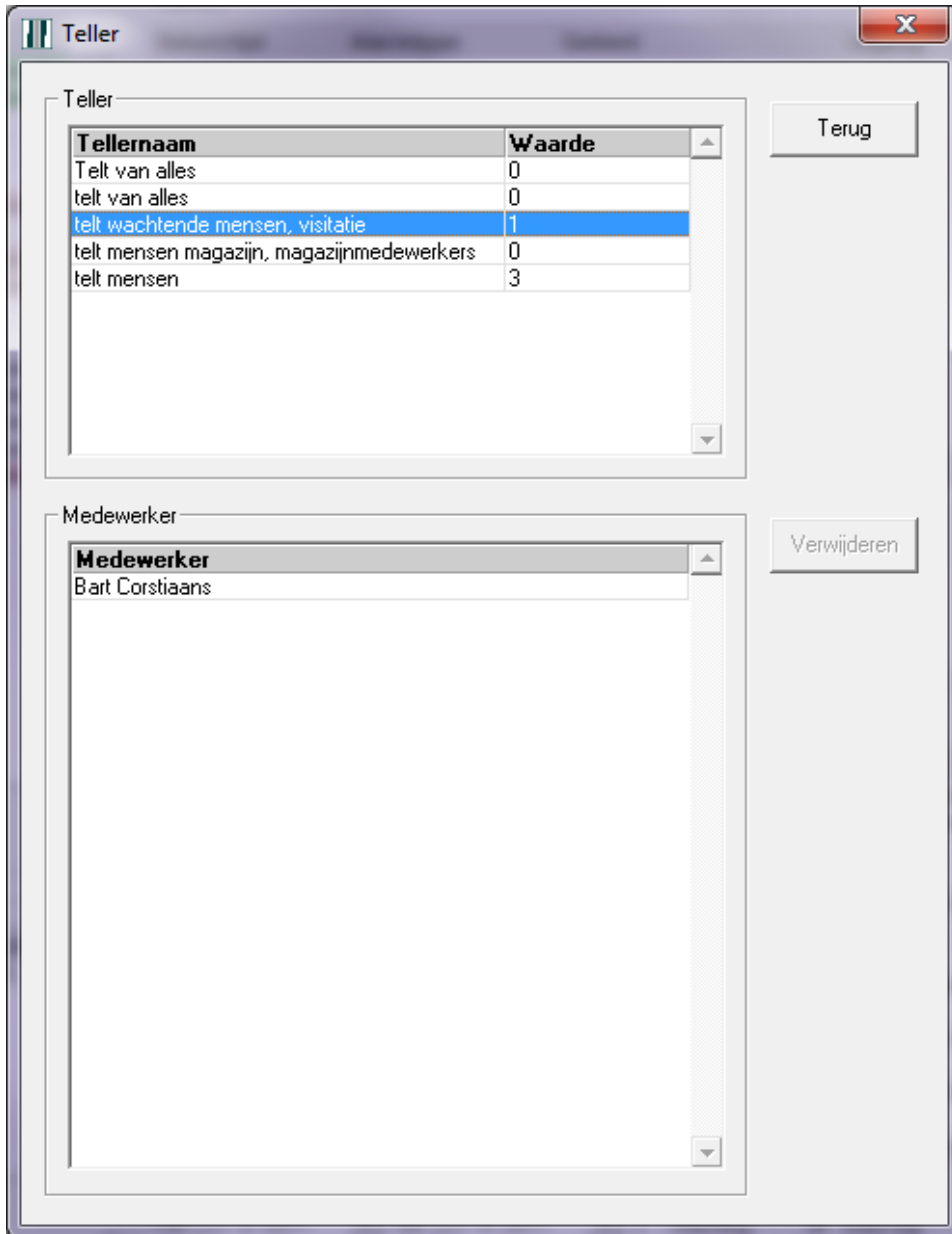 Teller
Teller
Terug
Tellernaam Waarde
Telt van alles 0
telt van alles 0
telt wachtende mensen, visitatie 1
telt mensen magazijn, magazijnmedewerkers 0
telt mensen 3
Medewerker
Verwijderen
Medewerker
Bart Corstiaans